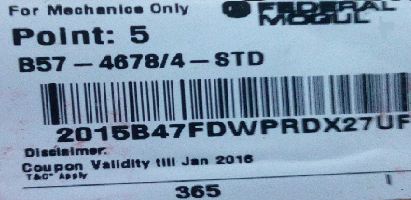 For Mechanics Only
FEDERAL
MOGUL
Point: 5
B57 - 4678/4 - STD
2015B47FDWPRDX27UF
Disclaimer:
Coupon Validity till Jan 2016
T&C* Apply
365